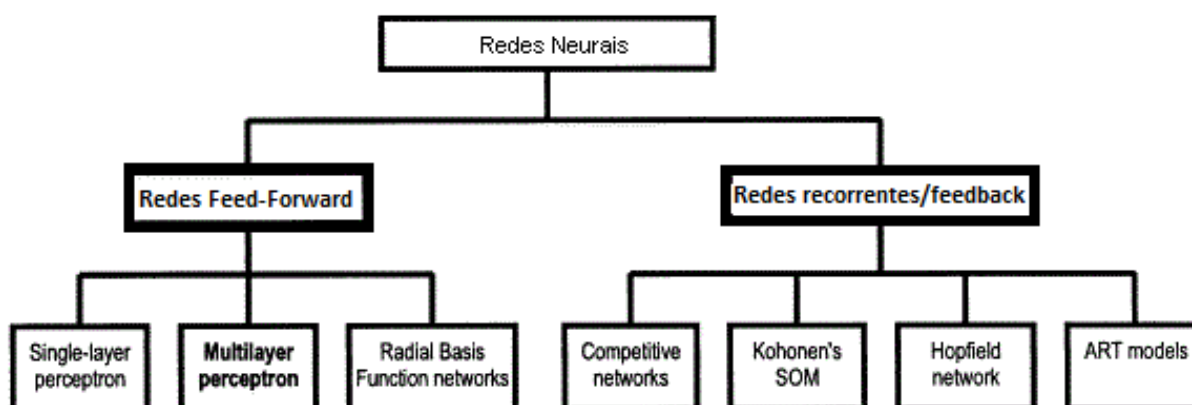 Redes Neurais
Redes Feed-Forward
Redes recorrentes/feedback
Single-layer
perceptron
Multilayer
perceptron
Radial Basis
Function networks
Competitive
networks
Kohonen's
SOM
Hopfield
network
ART models